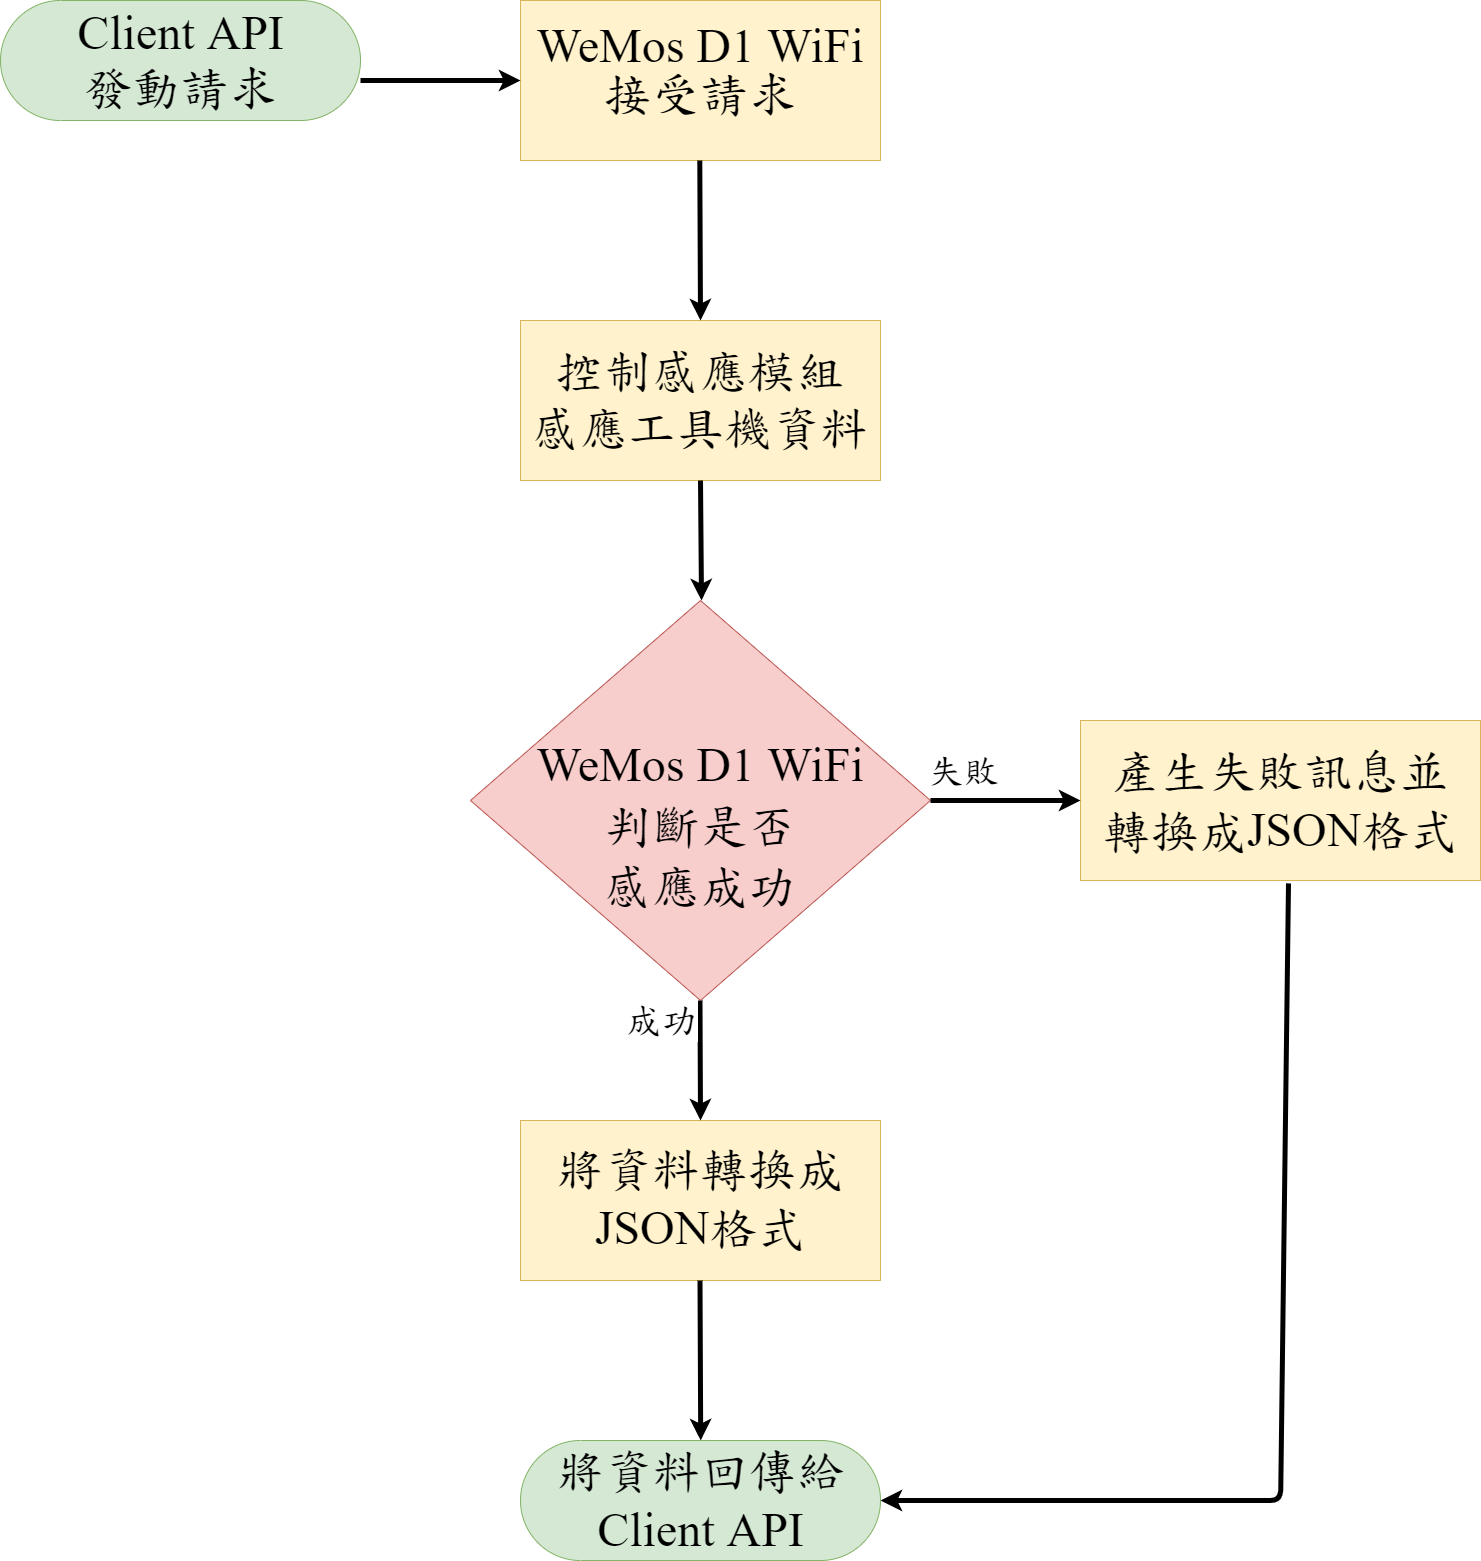 Client API
發動請求
WeMos D1 WiFi
接受請求
控制感應模組
感應工具機資料
WeMos D1 WiFi
判斷是否
感應成功
失敗
產生失敗訊息並
轉換成JSON格式
成功
將資料轉換成
JSON格式
將資料回傳給
Client API